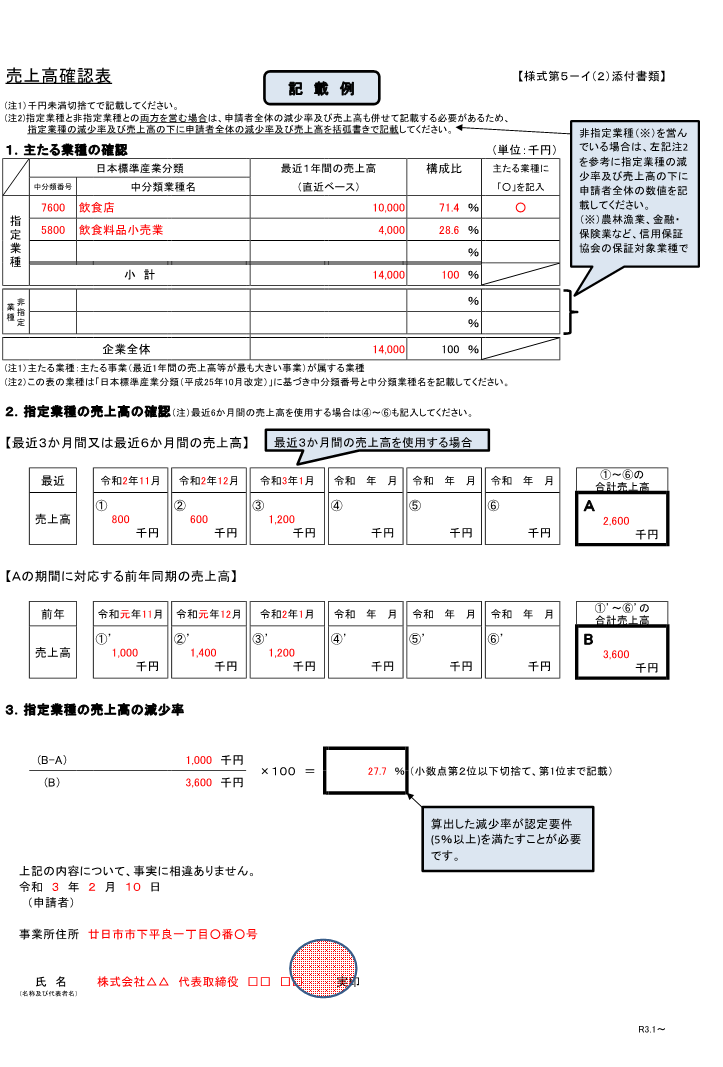 売上高確認表
記 載 例
【様式第5－イ(2)添付書類】
(注1)千円未満切捨てで記載してください。
(注2)指定業種と非指定業種との両方を営む場合は、申請者全体の減少率及び売上高も併せて記載する必要があるため、
指定業種の減少率及び売上高の下に申請者全体の減少率及び売上高を括弧書きで記載してください。
非指定業種(※)を営んでいる場合は、左記注2を参考に指定業種の減少率及び売上高の下に申請者全体の数値を記載してください。
(※)農林漁業、金融・保険業など、信用保証協会の保証対象業種で
1．主たる業種の確認
(単位：千円)
日本標準産業分類 最近1年間の売上高 構成比 主たる業種に
中分類番号 中分類業種名 (直近ベース) 「○」を記入
指定業種
7600 飲食店 10,000 71.4 % ○
5800 飲食料品小売業 4,000 28.6 %
%
小 計 14,000 100 %
非指定業種
%
%
企業全体 14,000 100 %
(注1)主たる業種：主たる事業(最近1年間の売上高等が最も大きい事業)が属する業種
(注2)この表の業種は「日本標準産業分類(平成25年10月改定)」に基づき中分類番号と中分類業種名を記載してください。
2．指定業種の売上高の確認(注)最近6か月間の売上高を使用する場合は④～⑥も記入してください。
【最近3か月間又は最近6か月間の売上高】
最近3か月間の売上高を使用する場合
最近 令和2年11月 令和2年12月 令和3年1月 令和 年 月 令和 年 月 令和 年 月 ①～⑥の
合計売上高
売上高 ① ② ③ ④ ⑤ ⑥ A
800 600 1,200 2,600
千円 千円 千円 千円 千円 千円 千円
【Aの期間に対応する前年同期の売上高】
前年 令和元年11月 令和元年12月 令和2年1月 令和 年 月 令和 年 月 令和 年 月 ①'～⑥'の
合計売上高
売上高 ①' ②' ③' ④' ⑤' ⑥' B
1,000 1,400 1,200 3,600
千円 千円 千円 千円 千円 千円 千円
3．指定業種の売上高の減少率
(B-A) 1,000 千円
×100 ＝ 27.7 %(小数点第2位以下切捨て、第1位まで記載)
(B) 3,600 千円
算出した減少率が認定要件
(5%以上)を満たすことが必要
です。
上記の内容について、事実に相違ありません。
令和 3 年 2 月 10 日
(申請者)
事業所住所 廿日市市下平良一丁目○番○号
氏 名 株式会社△△ 代表取締役 □□ □ 実印
(名称及び代表者名)
R3.1～